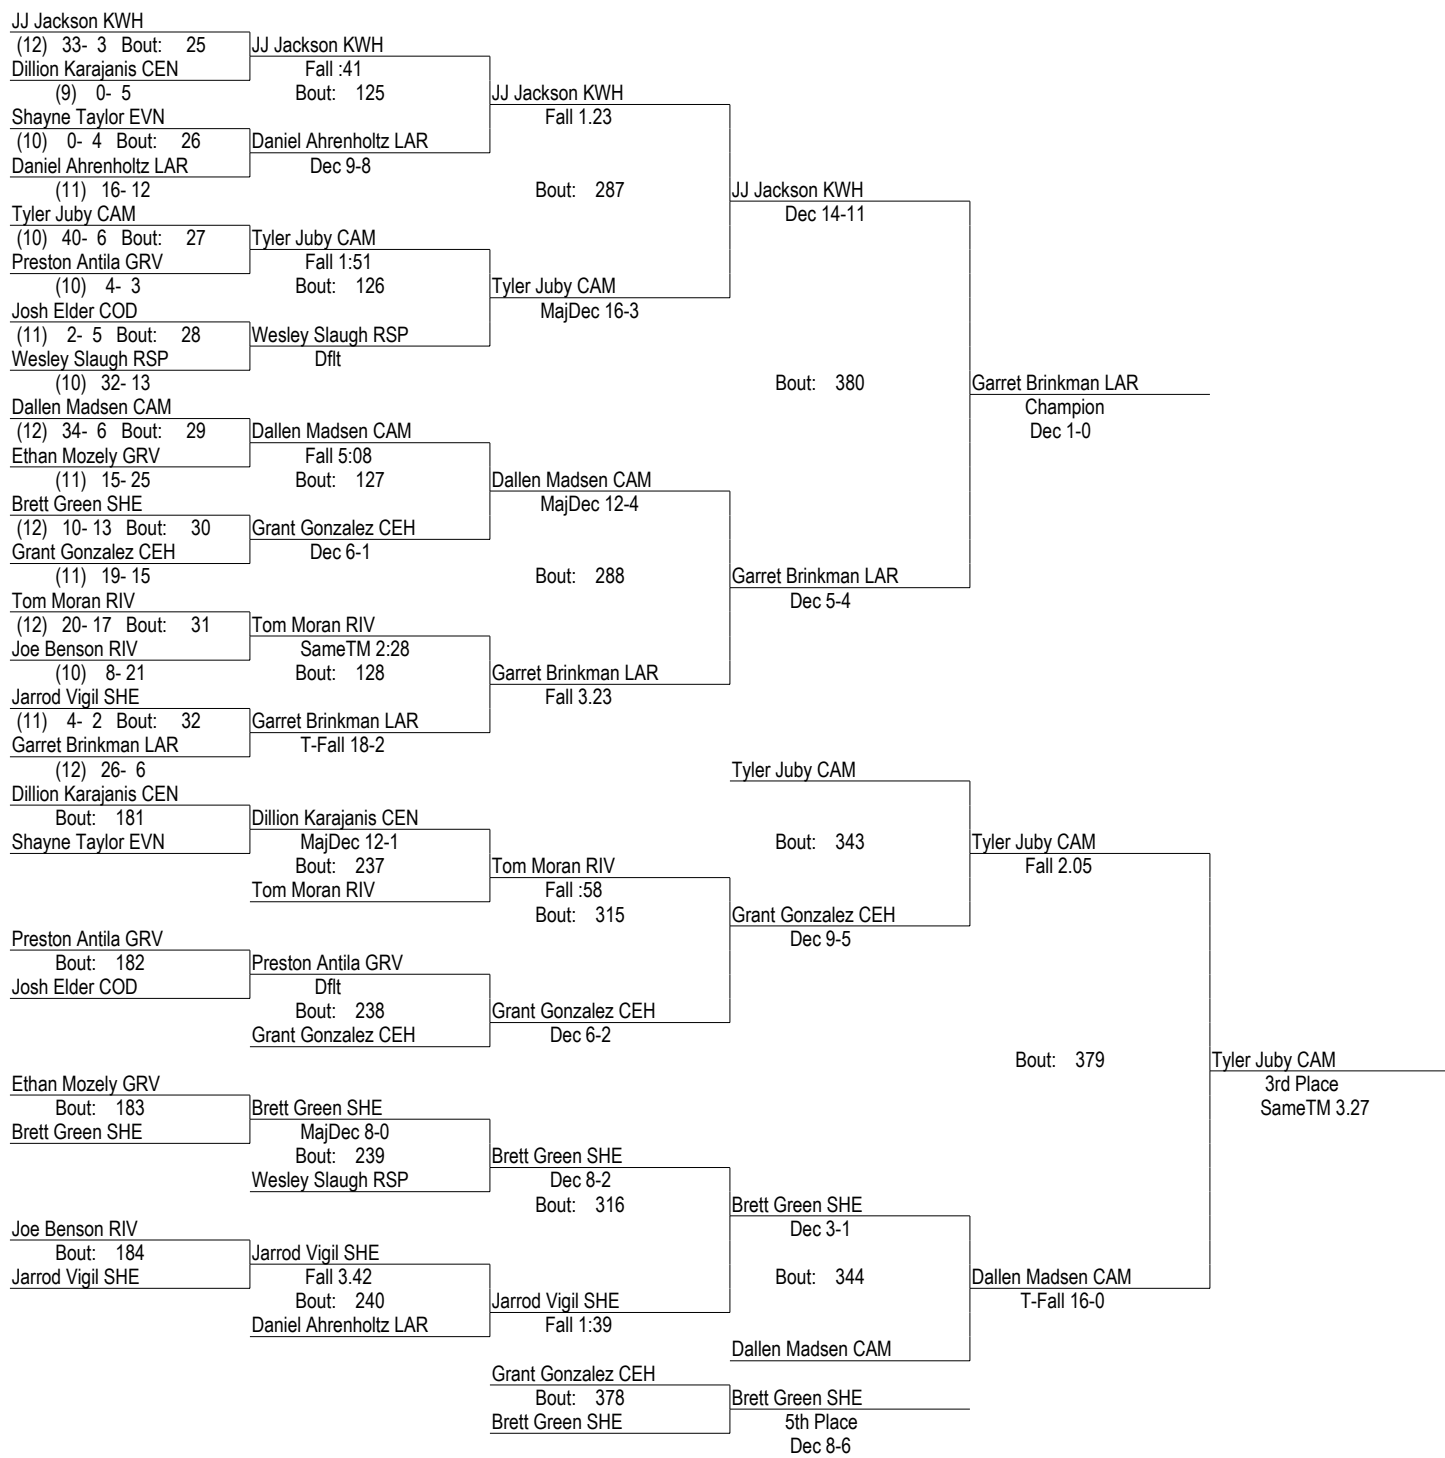 JJ Jackson KWH
(12) 33- 3 Bout: 25
JJ Jackson KWH
Dillion Karajanis CEN
Fall :41
(9) 0- 5
Bout: 125
JJ Jackson KWH
Shayne Taylor EVN
Fall 1.23
(10) 0- 4 Bout: 26
Daniel Ahrenholtz LAR
Daniel Ahrenholtz LAR
Dec 9-8
(11) 16- 12
Bout: 287
JJ Jackson KWH
Tyler Juby CAM
Dec 14-11
(10) 40- 6 Bout: 27
Tyler Juby CAM
Preston Antila GRV
Fall 1:51
(10) 4- 3
Bout: 126
Tyler Juby CAM
Josh Elder COD
MajDec 16-3
(11) 2- 5 Bout: 28
Wesley Slaugh RSP
Wesley Slaugh RSP
Dflt
(10) 32- 13
Bout: 380
Garret Brinkman LAR
Dallen Madsen CAM
Champion
(12) 34- 6 Bout: 29
Dallen Madsen CAM
Dec 1-0
Ethan Mozely GRV
Fall 5:08
(11) 15- 25
Bout: 127
Dallen Madsen CAM
Brett Green SHE
MajDec 12-4
(12) 10- 13 Bout: 30
Grant Gonzalez CEH
Grant Gonzalez CEH
Dec 6-1
(11) 19- 15
Bout: 288
Garret Brinkman LAR
Tom Moran RIV
Dec 5-4
(12) 20- 17 Bout: 31
Tom Moran RIV
Joe Benson RIV
SameTM 2:28
(10) 8- 21
Bout: 128
Garret Brinkman LAR
Jarrod Vigil SHE
Fall 3.23
(11) 4- 2 Bout: 32
Garret Brinkman LAR
Garret Brinkman LAR
T-Fall 18-2
(12) 26- 6
Tyler Juby CAM
Dillion Karajanis CEN
Bout: 181
Dillion Karajanis CEN
Shayne Taylor EVN
MajDec 12-1
Bout: 343
Tyler Juby CAM
Bout: 237
Tom Moran RIV
Fall 2.05
Tom Moran RIV
Fall :58
Bout: 315
Grant Gonzalez CEH
Preston Antila GRV
Dec 9-5
Bout: 182
Preston Antila GRV
Josh Elder COD
Dflt
Bout: 238
Grant Gonzalez CEH
Grant Gonzalez CEH
Dec 6-2
Bout: 379
Tyler Juby CAM
Ethan Mozely GRV
3rd Place
Bout: 183
Brett Green SHE
SameTM 3.27
Brett Green SHE
MajDec 8-0
Bout: 239
Brett Green SHE
Wesley Slaugh RSP
Dec 8-2
Bout: 316
Brett Green SHE
Joe Benson RIV
Dec 3-1
Bout: 184
Jarrod Vigil SHE
Jarrod Vigil SHE
Fall 3.42
Bout: 344
Dallen Madsen CAM
Bout: 240
Jarrod Vigil SHE
T-Fall 16-0
Daniel Ahrenholtz LAR
Fall 1:39
Dallen Madsen CAM
Grant Gonzalez CEH
Bout: 378
Brett Green SHE
Brett Green SHE
5th Place
Dec 8-6